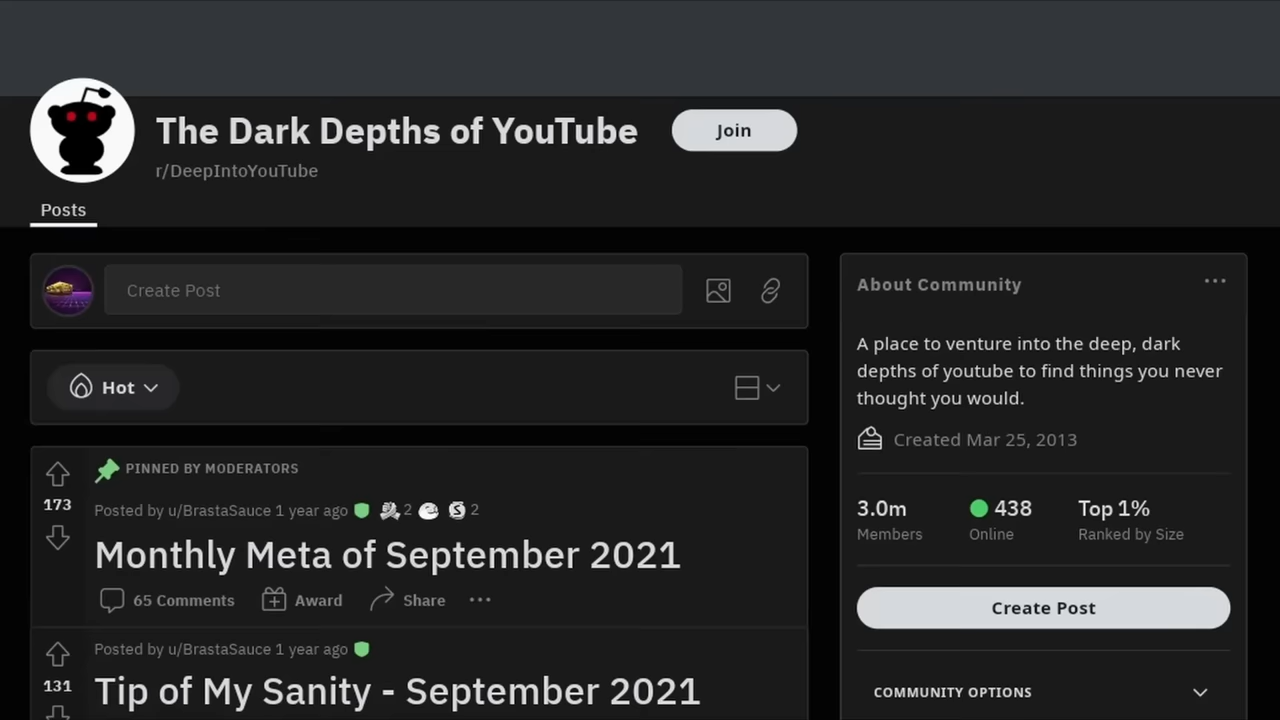 The Dark Depths of YouTube
Join
r/DeepIntoYouTube
Posts
Create Post
Hot
PINNED BY MODERATORS
173
Posted by u/BrastaSauce 1 year ago 2 2
Monthly Meta of September 2021
65 Comments Award Share
Posted by u/BrastaSauce 1 year ago
131
Tip of My Sanity - September 2021
About Community
A place to venture into the deep, dark
depths of youtube to find things you never
thought you would.
Created Mar 25, 2013
3.0m 438 Top 1%
Members Online Ranked by Size
Create Post
COMMUNITY OPTIONS